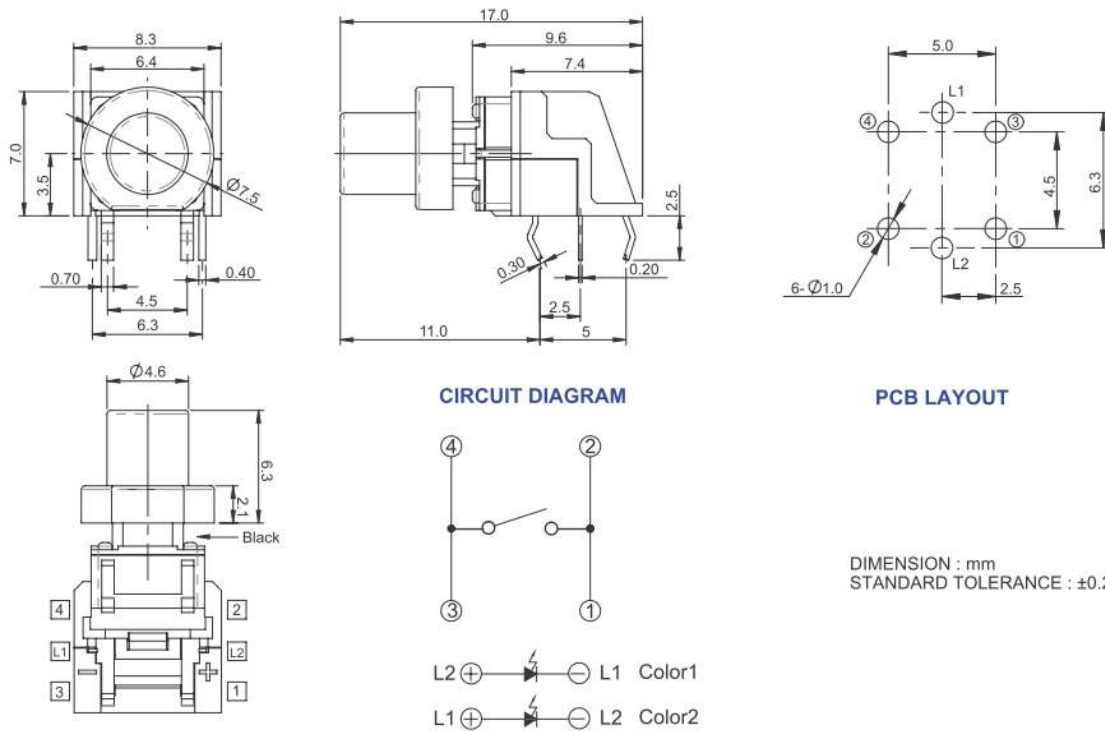 8.3
6.4
7.0
3.5
Ø7.5
0.70
0.40
4.5
6.3
17.0
9.6
7.4
2.5
0.30
0.20
2.5
11.0
5
5.0
L1
④
③
4.5
6.3
②
①
L2
6-Ø1.0
2.5
Ø4.6
6.3
2.1
Black
4
2
L1
L2
− +
3
1
CIRCUIT DIAGRAM
④ ②
③ ①
L2 ⊕ ⊖ L1 Color1
L1 ⊕ ⊖ L2 Color2
PCB LAYOUT
DIMENSION : mm
STANDARD TOLERANCE : ±0.2